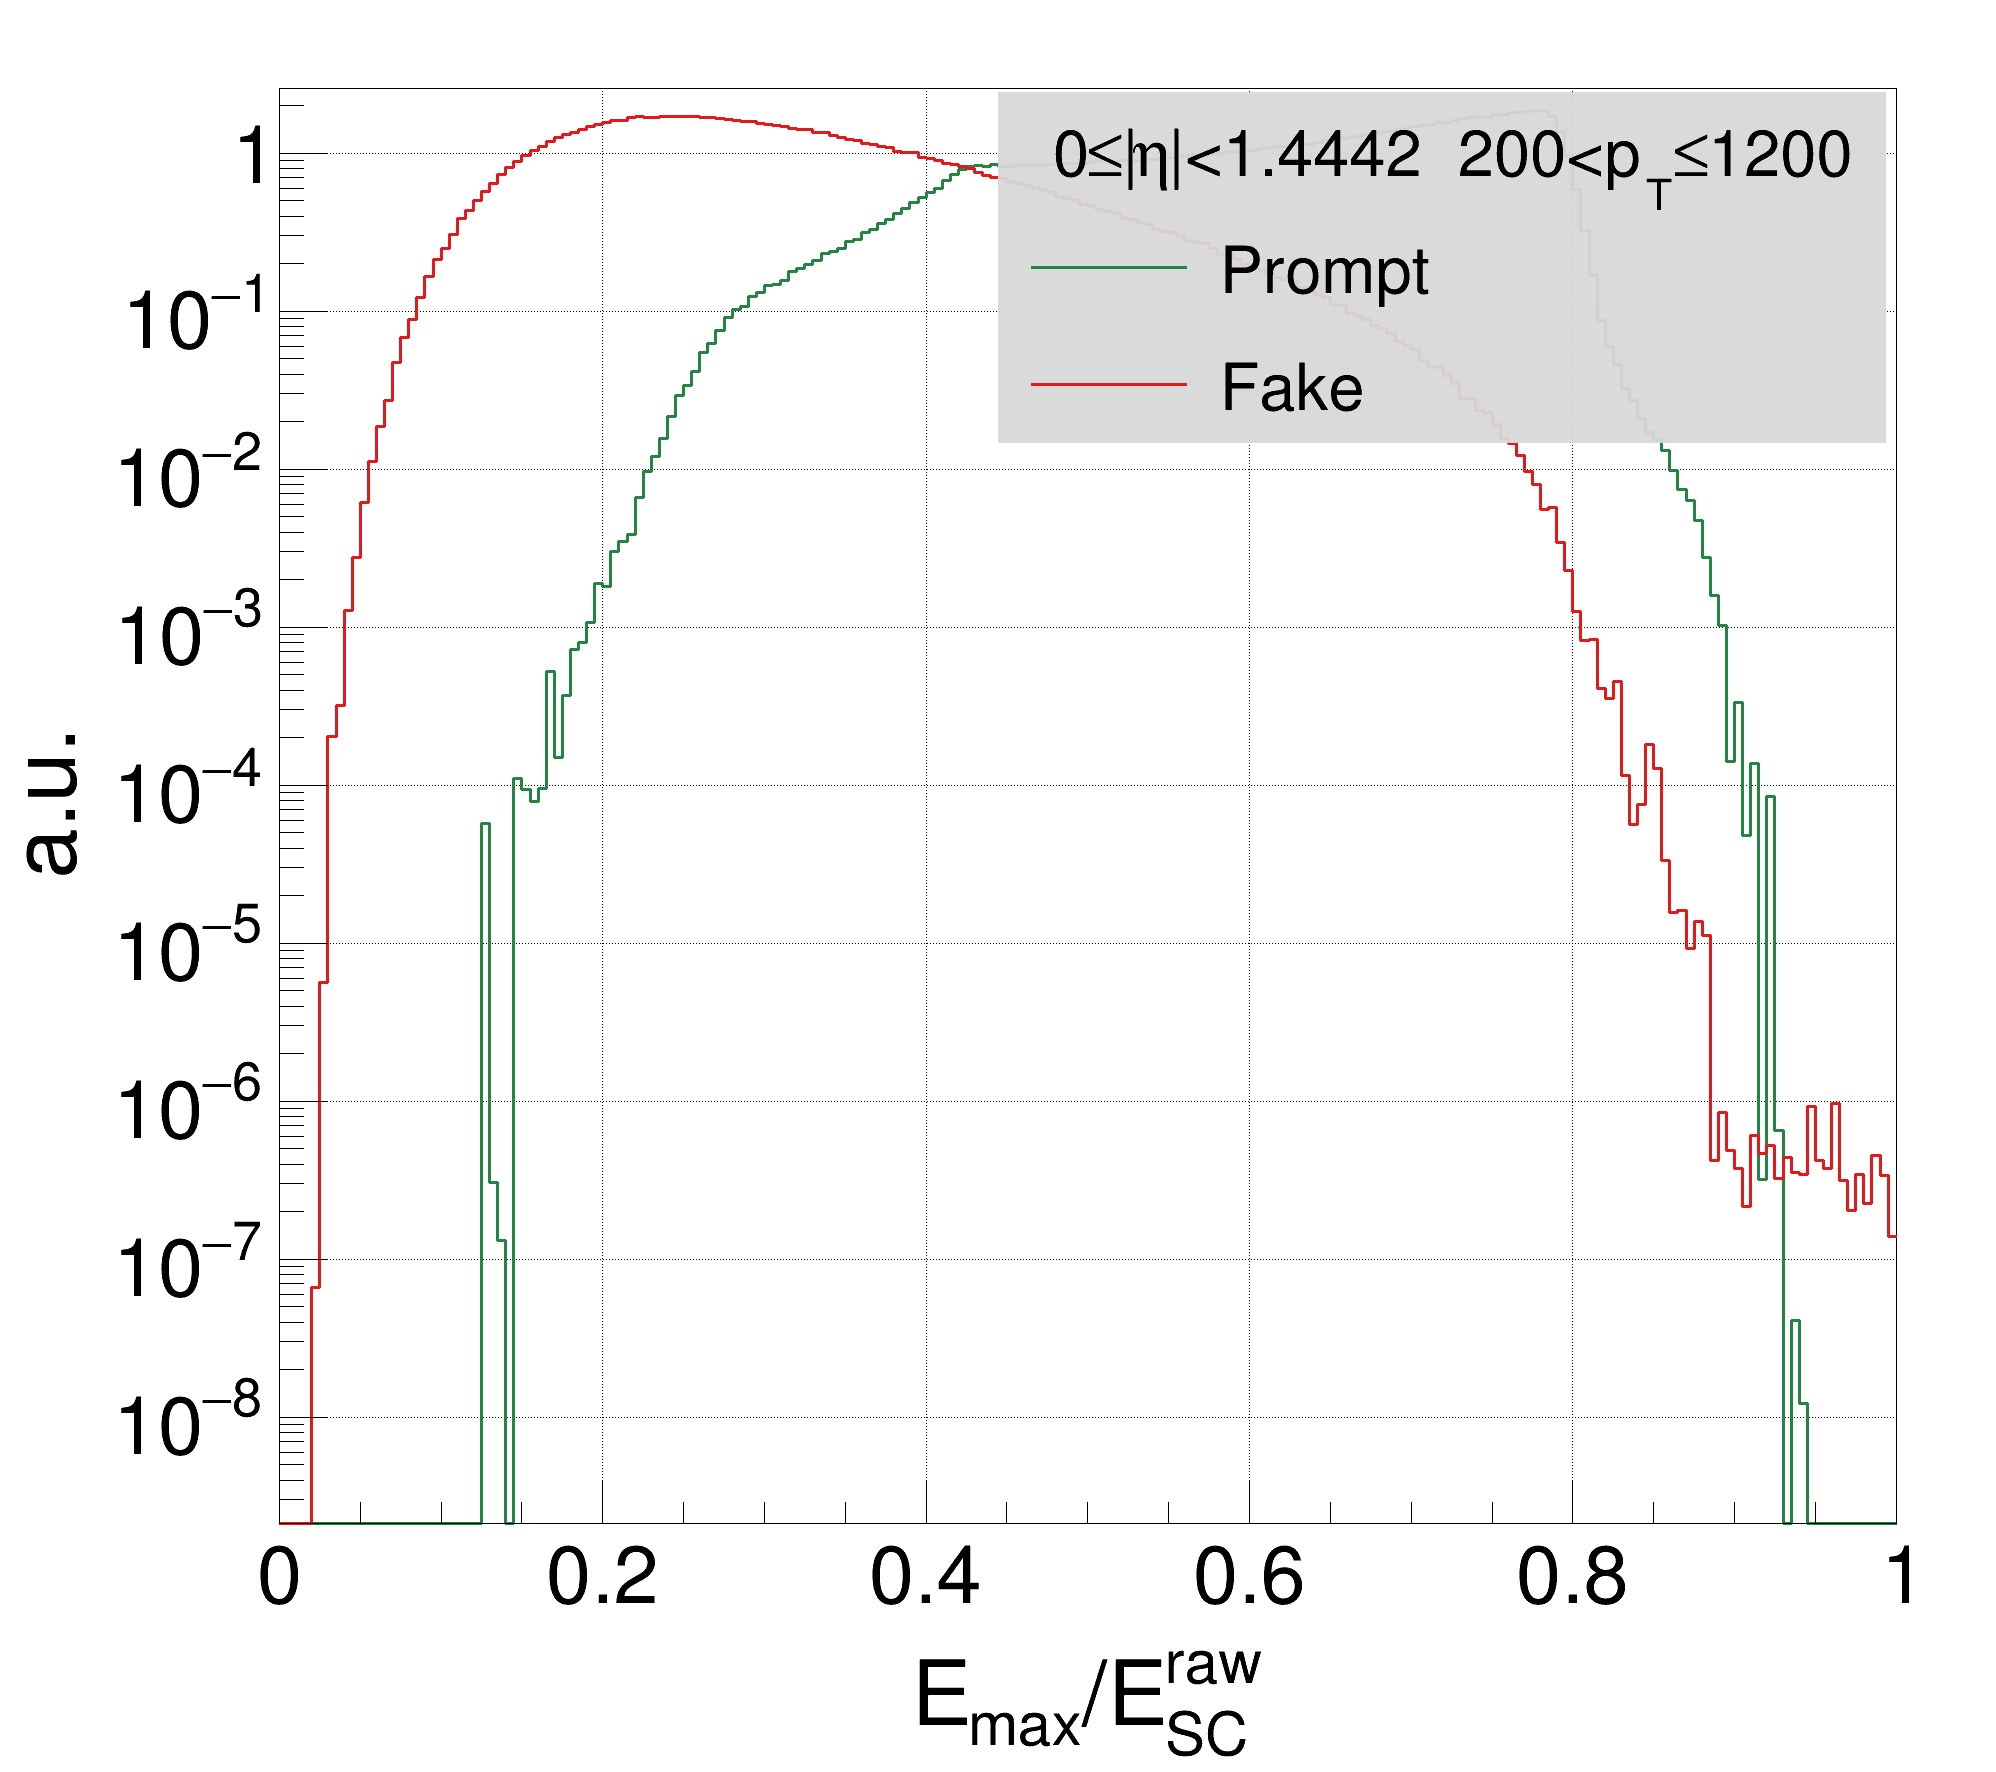 0≤|η|<1.4442 200<p_T≤1200
Prompt
Fake
a.u.
1
10⁻¹
10⁻²
10⁻³
10⁻⁴
10⁻⁵
10⁻⁶
10⁻⁷
10⁻⁸
0 0.2 0.4 0.6 0.8 1
E_max/E_SC^raw